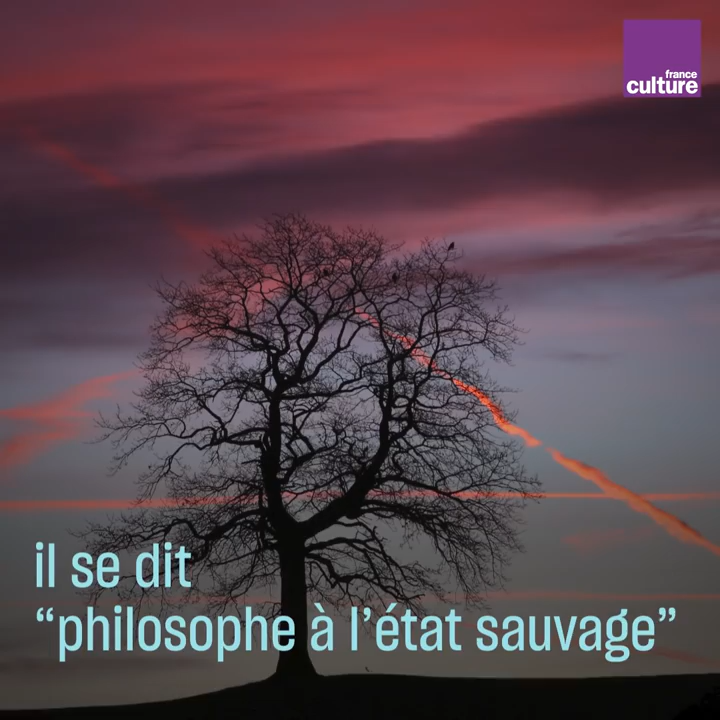 france
culture
il se dit
“philosophe à l’état sauvage”